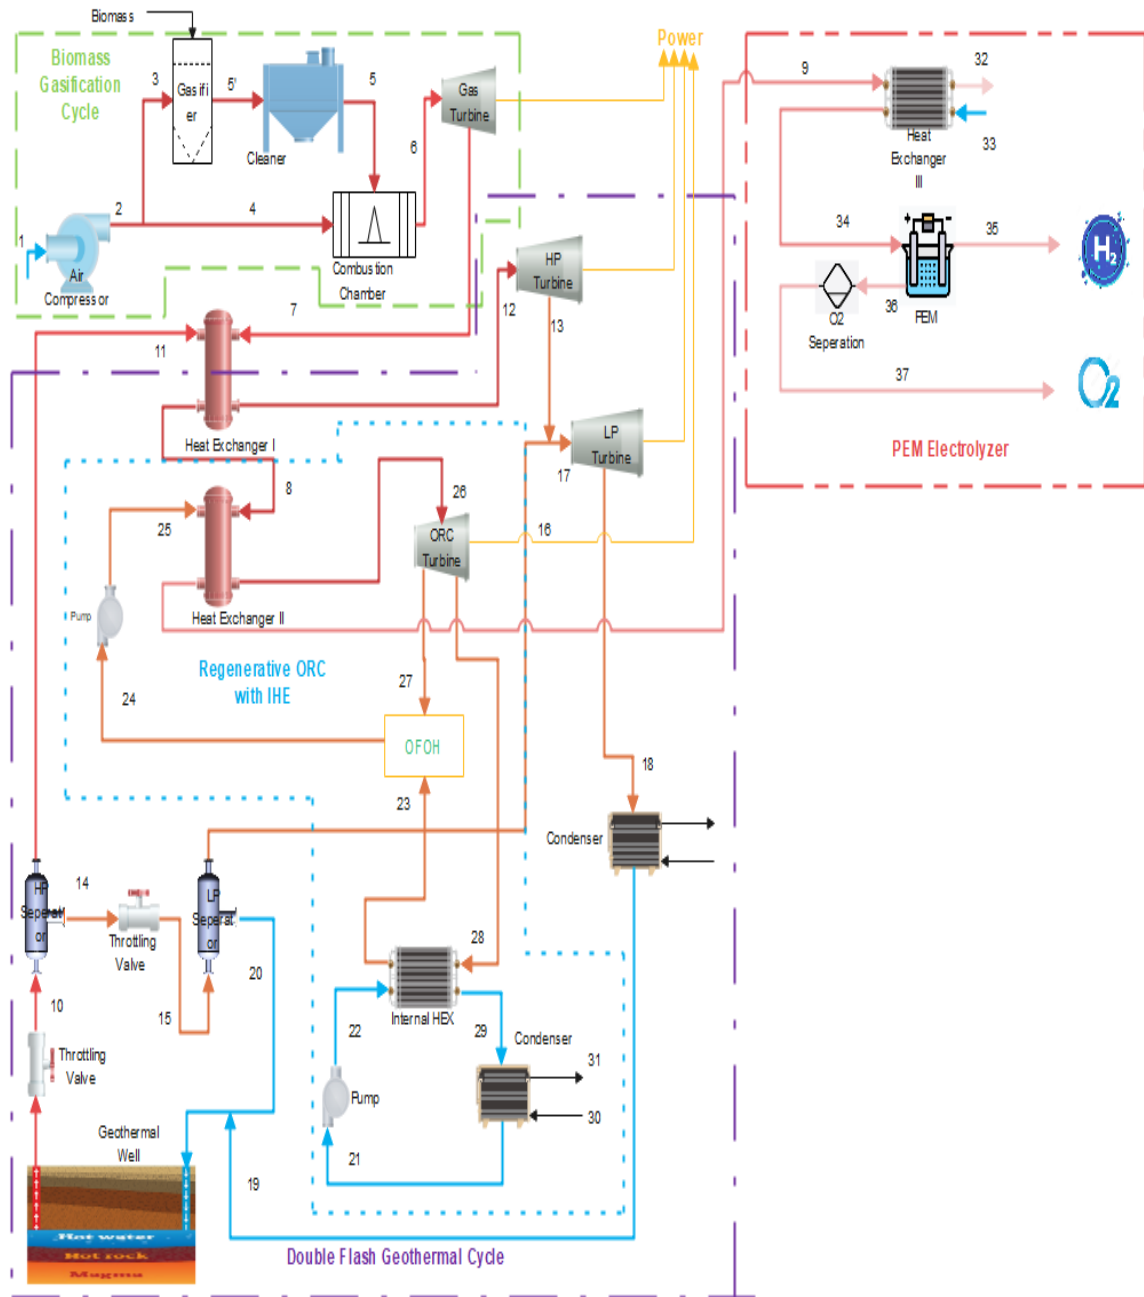 Biomass
Power
Biomass
Gasification
Cycle
3
5'
5
Gasifi
er
Gas
Turbine
6
Cleaner
2
4
1
Air
Compressor
Combustion
Chamber
9
32
Heat
Exchanger
III
33
34
35
H2
36
PEM
O2
Seperation
37
O2
PEM Electrolyzer
HP
Turbine
12
13
7
11
Heat Exchanger I
LP
Turbine
17
8
26
16
25
ORC
Turbine
Pump
Heat Exchanger II
Regenerative ORC
with IHE
24
27
OFOH
23
18
Condenser
14
HP
Seperat
or
LP
Seperat
or
Throttling
Valve
20
28
10
15
Internal HEX
22
29
Condenser
Throttling
Valve
31
Pump
30
Geothermal
Well
21
19
Hot water
Hot rock
Magma
Double Flash Geothermal Cycle